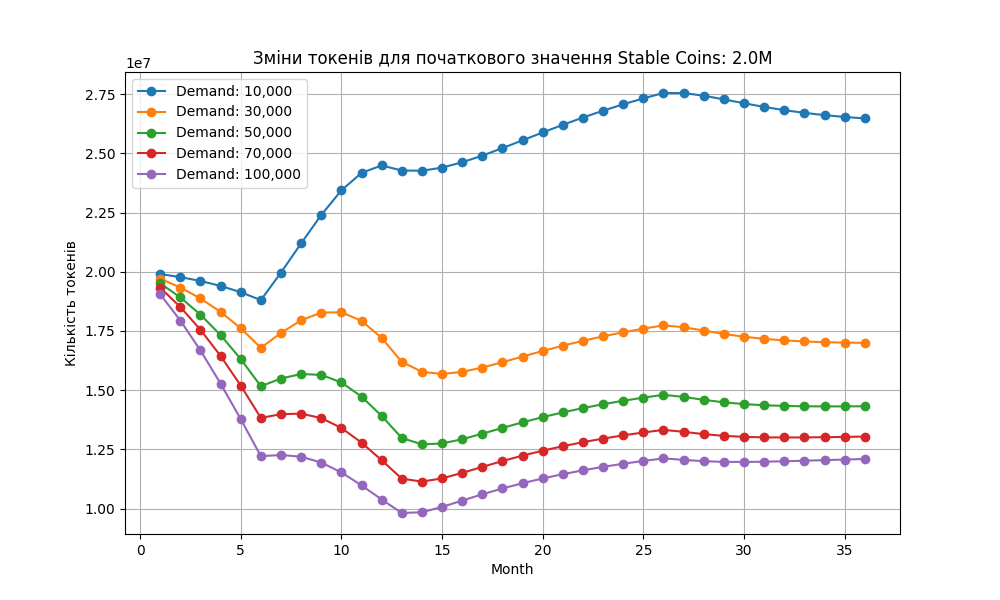 Зміни токенів для початкового значення Stable Coins: 2.0M
1e7
Demand: 10,000
Demand: 30,000
Demand: 50,000
Demand: 70,000
Demand: 100,000
2.75
2.50
2.25
2.00
1.75
1.50
1.25
1.00
Кількість токенів
0 5 10 15 20 25 30 35
Month